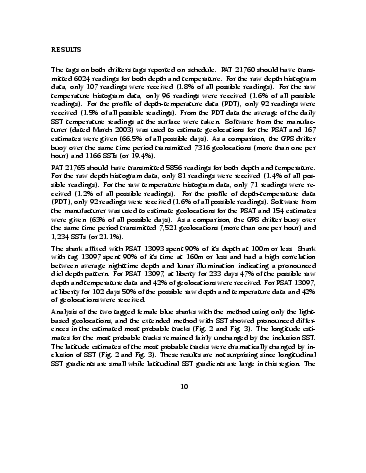 RESULTS
The tags on both drifters tags reported on schedule. PAT 21760 should have trans-
mitted 6024 readings for both depth and temperature. For the raw depth histogram
data, only 107 readings were received (1.8% of all possible readings). For the raw
temperature histogram data, only 96 readings were received (1.6% of all possible
readings). For the profile of depth-temperature data (PDT), only 92 readings were
received (1.5% of all possible readings). From the PDT data the average of the daily
SST temperature readings at the surface were taken. Software from the manufac-
turer (dated March 2003) was used to estimate geolocations for the PSAT and 167
estimates were given (66.5% of all possible days). As a comparison, the GPS drifter
buoy over the same time period transmitted 7316 geolocations (more than one per
hour) and 1166 SSTs (or 19.4%).
PAT 21765 should have transmitted 5856 readings for both depth and temperature.
For the raw depth histogram data, only 81 readings were received (1.4% of all pos-
sible readings). For the raw temperature histogram data, only 71 readings were re-
ceived (1.2% of all possible readings). For the profile of depth-temperature data
(PDT), only 92 readings were received (1.6% of all possible readings). Software from
the manufacturer was used to estimate geolocations for the PSAT and 154 estimates
were given (63% of all possible days). As a comparison, the GPS drifter buoy over
the same time period transmitted 7,521 geolocations (more than one per hour) and
1,234 SSTs (or 21.1%).
The shark affixed with PSAT 13093 spent 90% of it's depth at 100m or less. Shark
with tag 13097 spent 90% of it's time at 160m or less and had a high correlation
between average nighttime depth and lunar illumination indicating a pronounced
diel depth pattern. For PSAT 13097, at liberty for 233 days 47% of the possible raw
depth and temperature data and 42% of geolocations were received. For PSAT 13097,
at liberty for 102 days 50% of the possible raw depth and temperature data and 42%
of geolocations were received.
Analysis of the two tagged female blue sharks with the method using only the light-
based geolocations, and the extended method with SST showed pronounced differ-
ences in the estimated most probable tracks (Fig. 2 and Fig. 3). The longitude esti-
mates for the most probable tracks remained fairly unchanged by the inclusion SST.
The latitude estimates of the most probable tracks were dramatically changed by in-
clusion of SST (Fig. 2 and Fig. 3). These results are not surprising since longitudinal
SST gradients are small while latitudinal SST gradients are large in this region. The
10